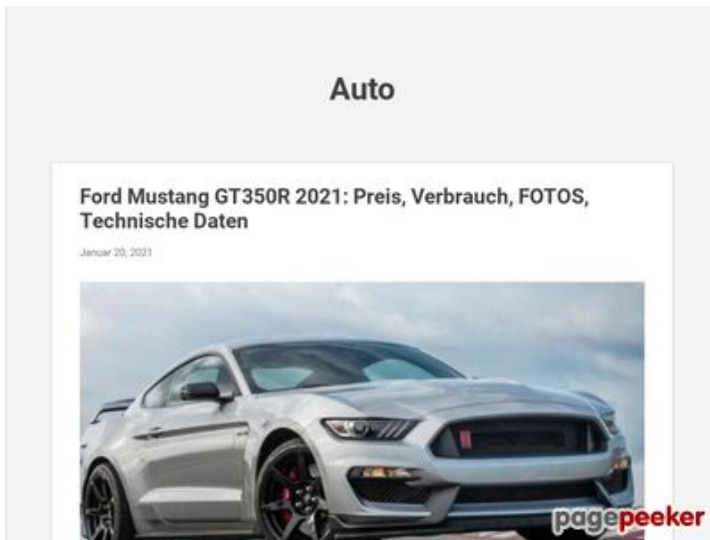 Auto
Ford Mustang GT350R 2021: Preis, Verbrauch, FOTOS,
Technische Daten
Januar 20, 2021
pagepeeker